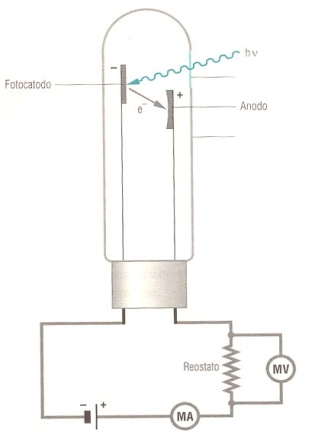 −
hν
Fotocatodo
+
Anodo
e⁻
Reostato
MV
− +
MA